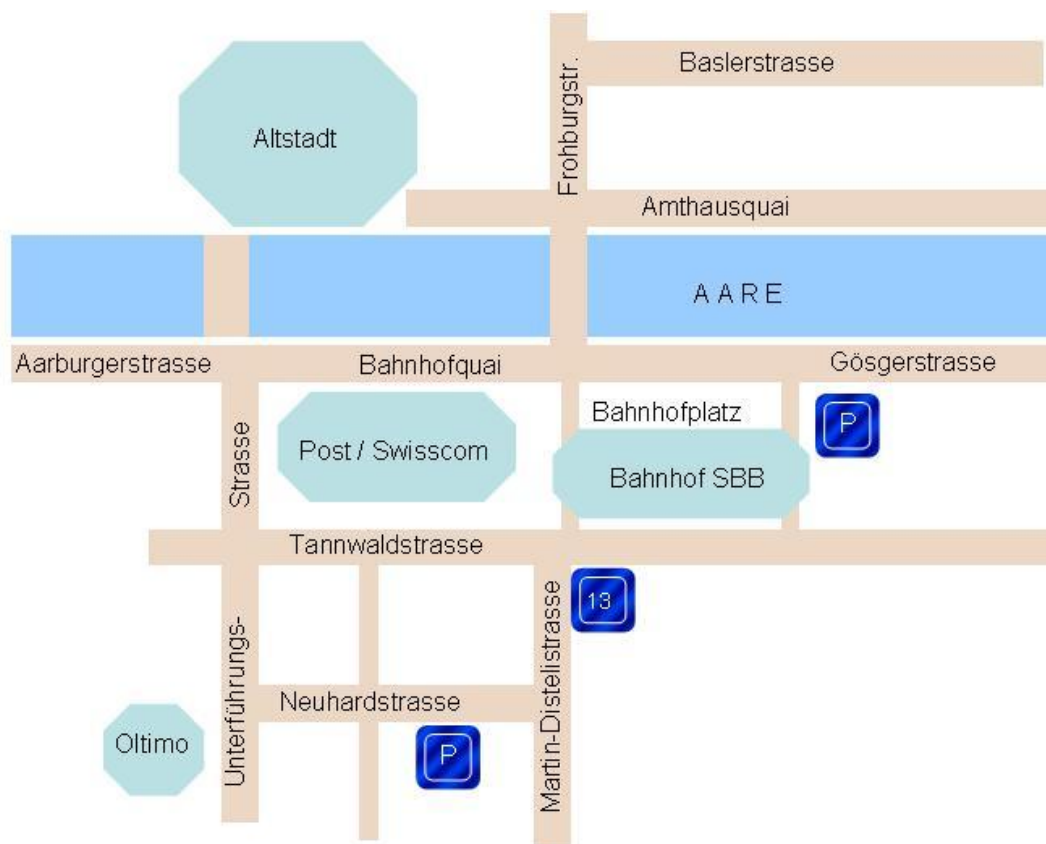 Baslerstrasse
Frohburgstr.
Altstadt
Amthausquai
A A R E
Aarburgerstrasse
Bahnhofquai
Gösgerstrasse
Bahnhofplatz
P
Post / Swisscom
Bahnhof SBB
Strasse
Tannwaldstrasse
13
Unterführungs-
Martin-Distelistrasse
Neuhardstrasse
Oltimo
P